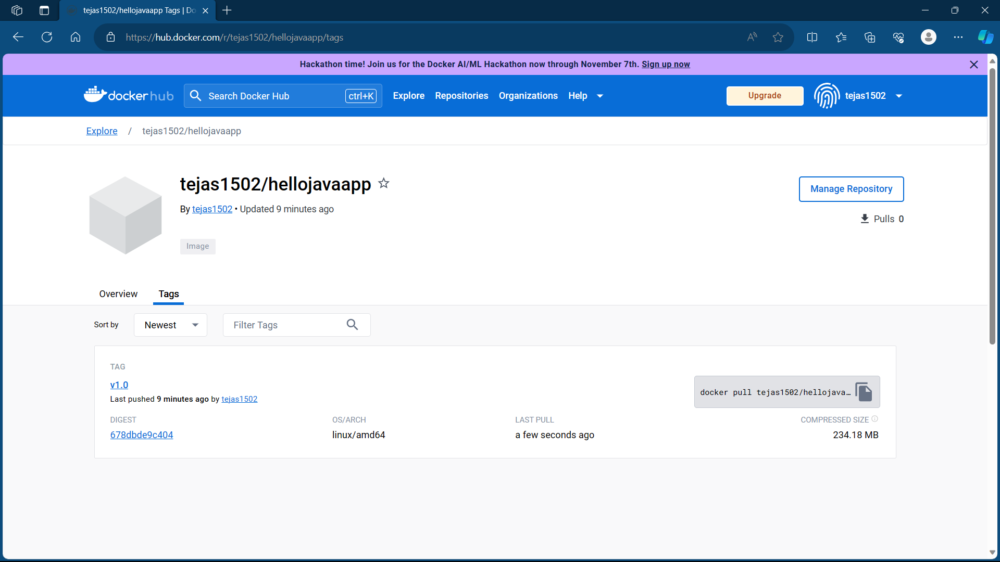 tejas1502/hellojavaapp Tags | Do
https://hub.docker.com/r/tejas1502/hellojavaapp/tags
Hackathon time! Join us for the Docker AI/ML Hackathon now through November 7th. Sign up now
dockerhub Search Docker Hub ctrl+K Explore Repositories Organizations Help Upgrade tejas1502
Explore / tejas1502/hellojavaapp
tejas1502/hellojavaapp
Manage Repository
By tejas1502 • Updated 9 minutes ago
Pulls 0
Image
Overview Tags
Sort by Newest Filter Tags
TAG
v1.0
docker pull tejas1502/hellojava…
Last pushed 9 minutes ago by tejas1502
DIGEST OS/ARCH LAST PULL COMPRESSED SIZE
678dbde9c404 linux/amd64 a few seconds ago 234.18 MB